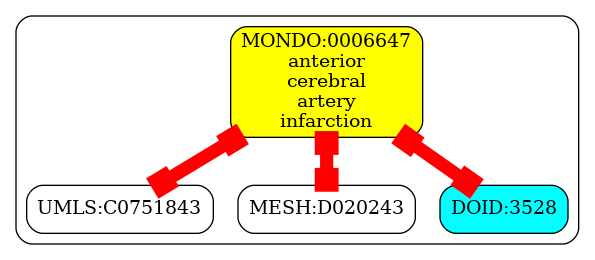 MONDO:0006647
anterior
cerebral
artery
infarction
UMLS:C0751843
MESH:D020243
DOID:3528